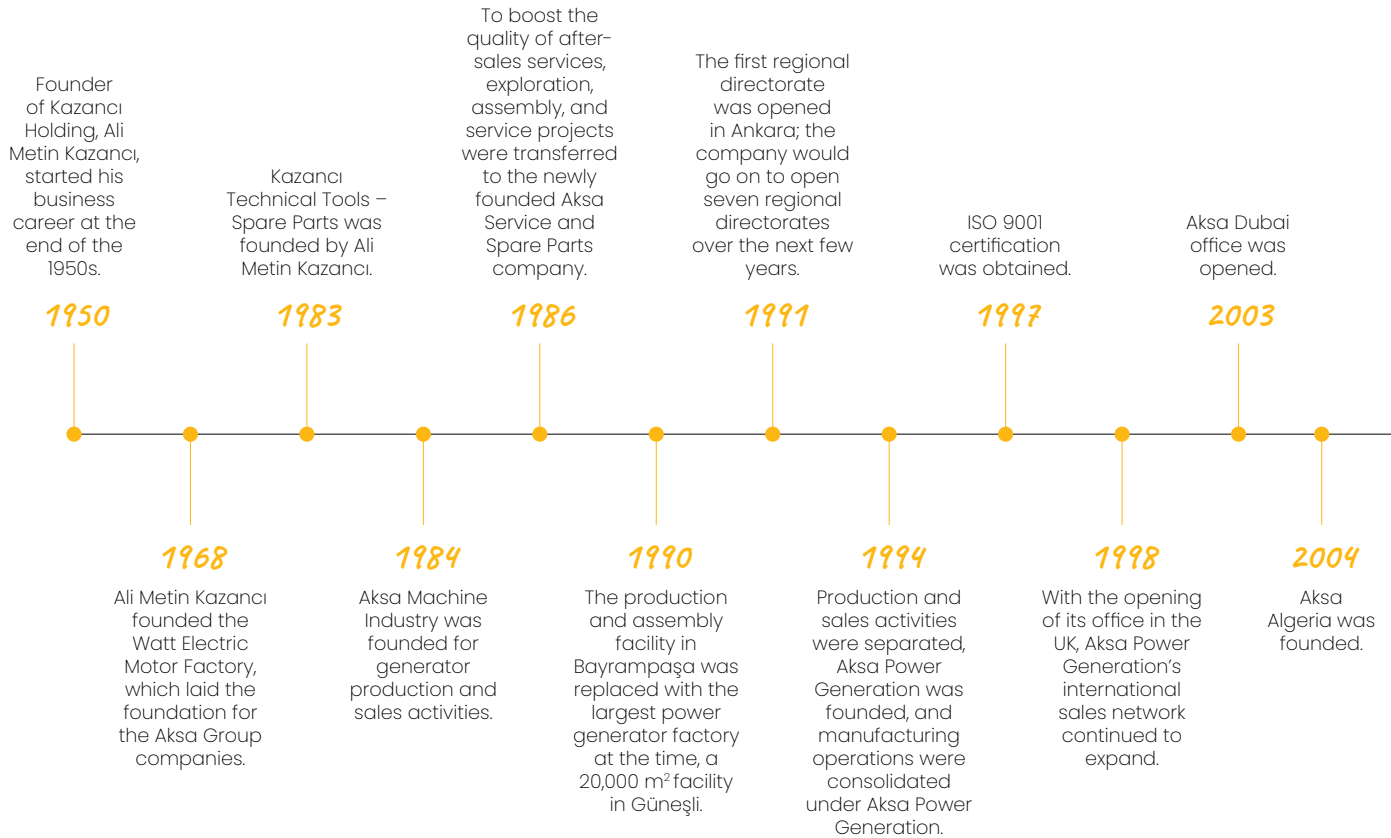 Founder
of Kazancı
Holding, Ali
Metin Kazancı,
started his
business
career at the
end of the
1950s.
1950
1968
Ali Metin Kazancı
founded the
Watt Electric
Motor Factory,
which laid the
foundation for
the Aksa Group
companies.
Kazancı
Technical Tools –
Spare Parts was
founded by Ali
Metin Kazancı.
1983
1984
Aksa Machine
Industry was
founded for
generator
production and
sales activities.
To boost the
quality of after-
sales services,
exploration,
assembly, and
service projects
were transferred
to the newly
founded Aksa
Service and
Spare Parts
company.
1986
1990
The production
and assembly
facility in
Bayrampaşa was
replaced with the
largest power
generator factory
at the time, a
20,000 m² facility
in Güneşli.
The first regional
directorate
was opened
in Ankara; the
company would
go on to open
seven regional
directorates
over the next few
years.
1991
1994
Production and
sales activities
were separated,
Aksa Power
Generation was
founded, and
manufacturing
operations were
consolidated
under Aksa Power
Generation.
ISO 9001
certification
was obtained.
1997
1998
With the opening
of its office in the
UK, Aksa Power
Generation’s
international
sales network
continued to
expand.
Aksa Dubai
office was
opened.
2003
2004
Aksa
Algeria was
founded.